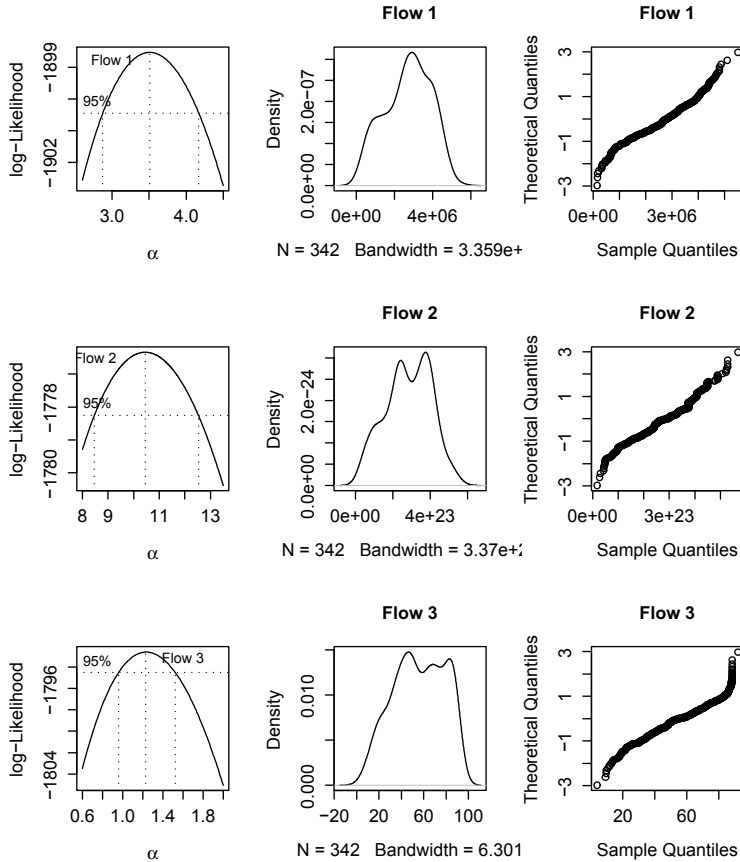 Flow 1
Flow 1
log−Likelihood
−1902
−1899
Flow 1
95%
3.0
4.0
α
Density
0.0e+00
2.0e−07
0e+00
4e+06
N = 342 Bandwidth = 3.359e+
Theoretical Quantiles
−3
−1
1
3
0e+00
3e+06
Sample Quantiles
Flow 2
Flow 2
log−Likelihood
−1780
−1778
Flow 2
95%
8
9
11
13
α
Density
0.0e+00
2.0e−24
0e+00
4e+23
N = 342 Bandwidth = 3.37e+2
Theoretical Quantiles
−3
−1
1
3
0e+00
3e+23
Sample Quantiles
Flow 3
Flow 3
log−Likelihood
−1804
−1796
95%
Flow 3
0.6
1.0
1.4
1.8
α
Density
0.000
0.010
−20
20
40
60
100
N = 342 Bandwidth = 6.301
Theoretical Quantiles
−3
−1
1
3
20
60
Sample Quantiles